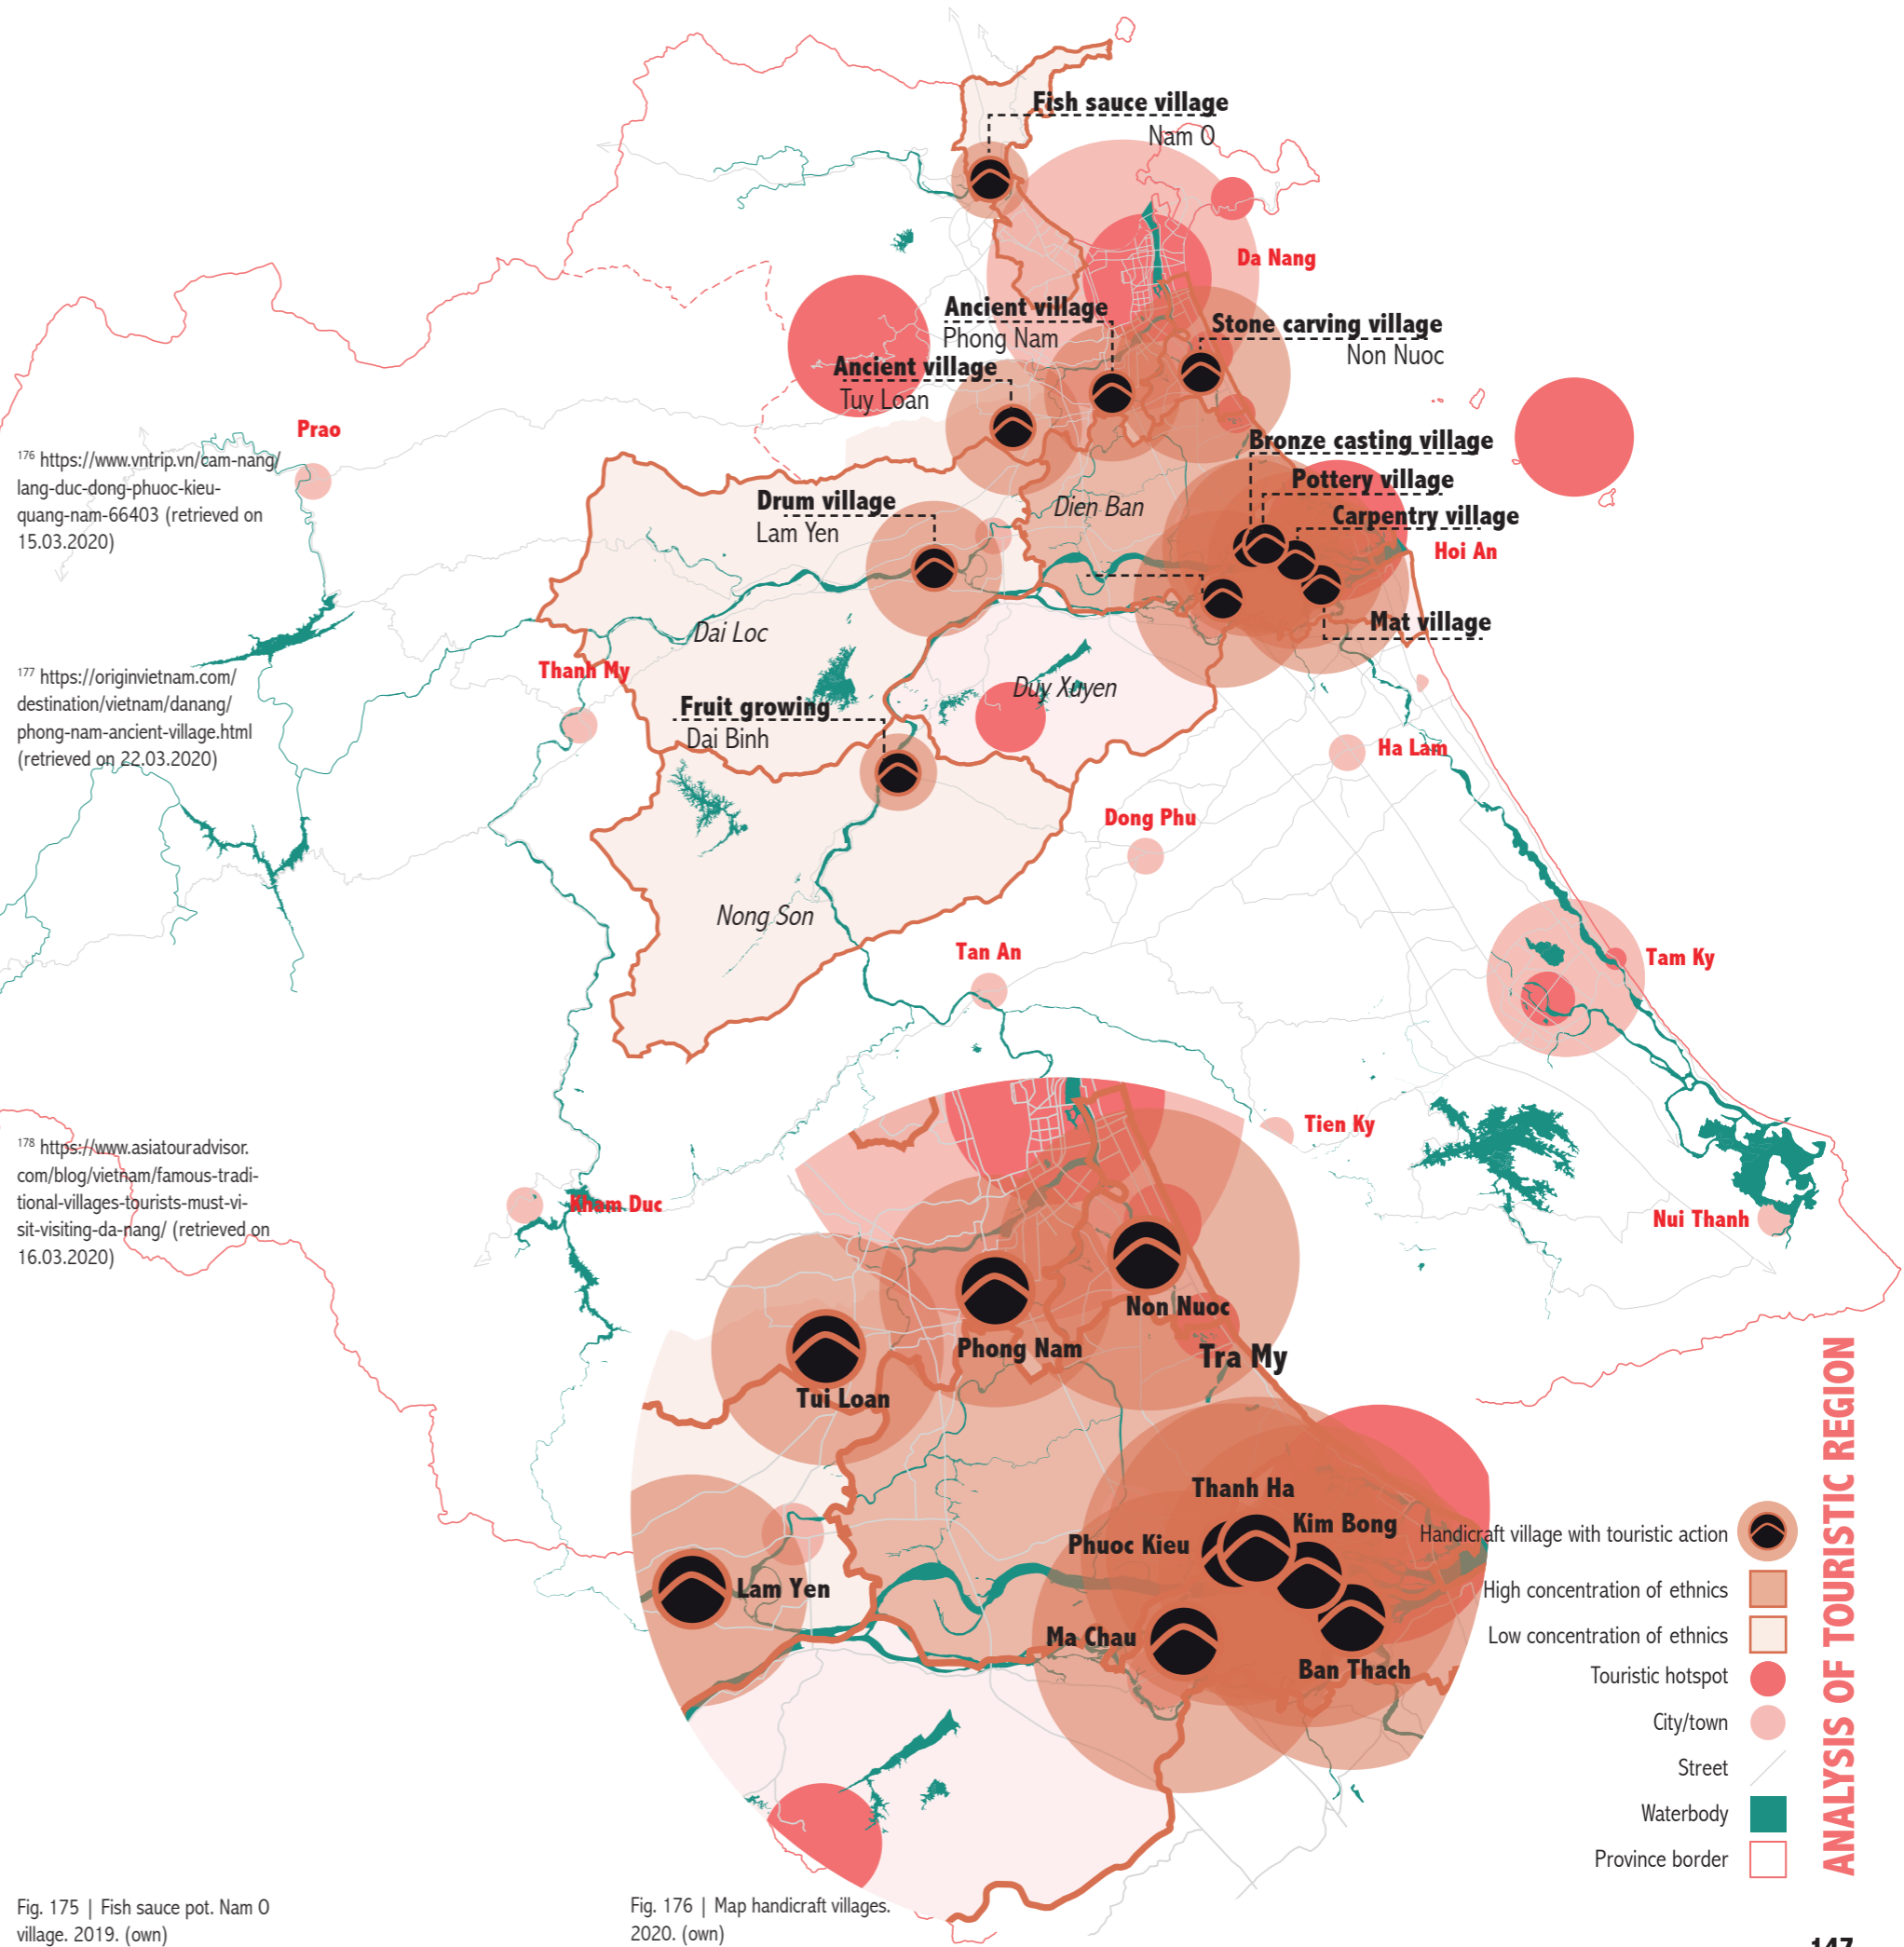 Fish sauce village
Nam O
Da Nang
Ancient village
Phong Nam
Stone carving village
Non Nuoc
Ancient village
Tuy Loan
Prao
Bronze casting village
Pottery village
Carpentry village
Hoi An
Mat village
Drum village
Lam Yen
Dien Ban
Dai Loc
Thanh My
Duy Xuyen
Fruit growing
Dai Binh
Ha Lam
Dong Phu
Nong Son
Tan An
Tam Ky
Tien Ky
Kham Duc
Nui Thanh
176 https://www.vntrip.vn/cam-nang/
lang-duc-dong-phuoc-kieu-
quang-nam-66403 (retrieved on
15.03.2020)
177 https://originvietnam.com/
destination/vietnam/danang/
phong-nam-ancient-village.html
(retrieved on 22.03.2020)
178 https://www.asiatouradvisor.
com/blog/vietnam/famous-tradi-
tional-villages-tourists-must-vi-
sit-visiting-da-nang/ (retrieved on
16.03.2020)
Non Nuoc
Phong Nam
Tra My
Tui Loan
Thanh Ha
Kim Bong
Phuoc Kieu
Lam Yen
Ma Chau
Ban Thach
Handicraft village with touristic action
High concentration of ethnics
Low concentration of ethnics
Touristic hotspot
City/town
Street
Waterbody
Province border
ANALYSIS OF TOURISTIC REGION
Fig. 175 | Fish sauce pot. Nam O
village. 2019. (own)
Fig. 176 | Map handicraft villages.
2020. (own)
147